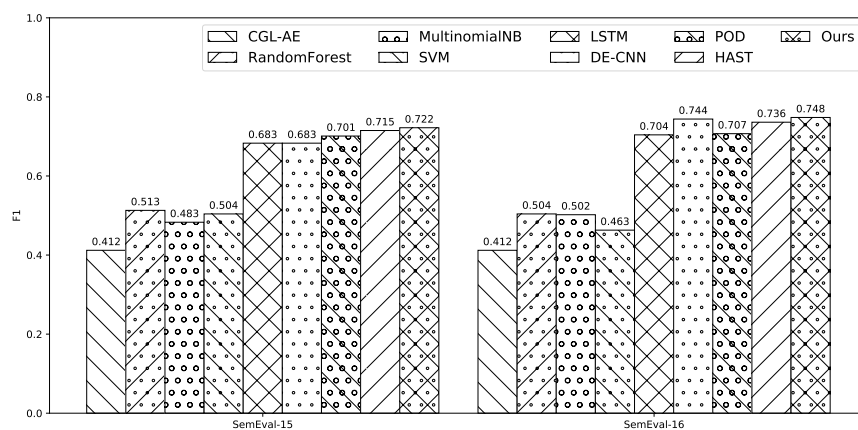 1.0
0.8
0.6
0.4
0.2
0.0
F1
CGL-AE
RandomForest
MultinomialNB
SVM
LSTM
DE-CNN
POD
HAST
Ours
0.412
0.513
0.483
0.504
0.683
0.683
0.701
0.715
0.722
0.412
0.504
0.502
0.463
0.704
0.744
0.707
0.736
0.748
SemEval-15
SemEval-16